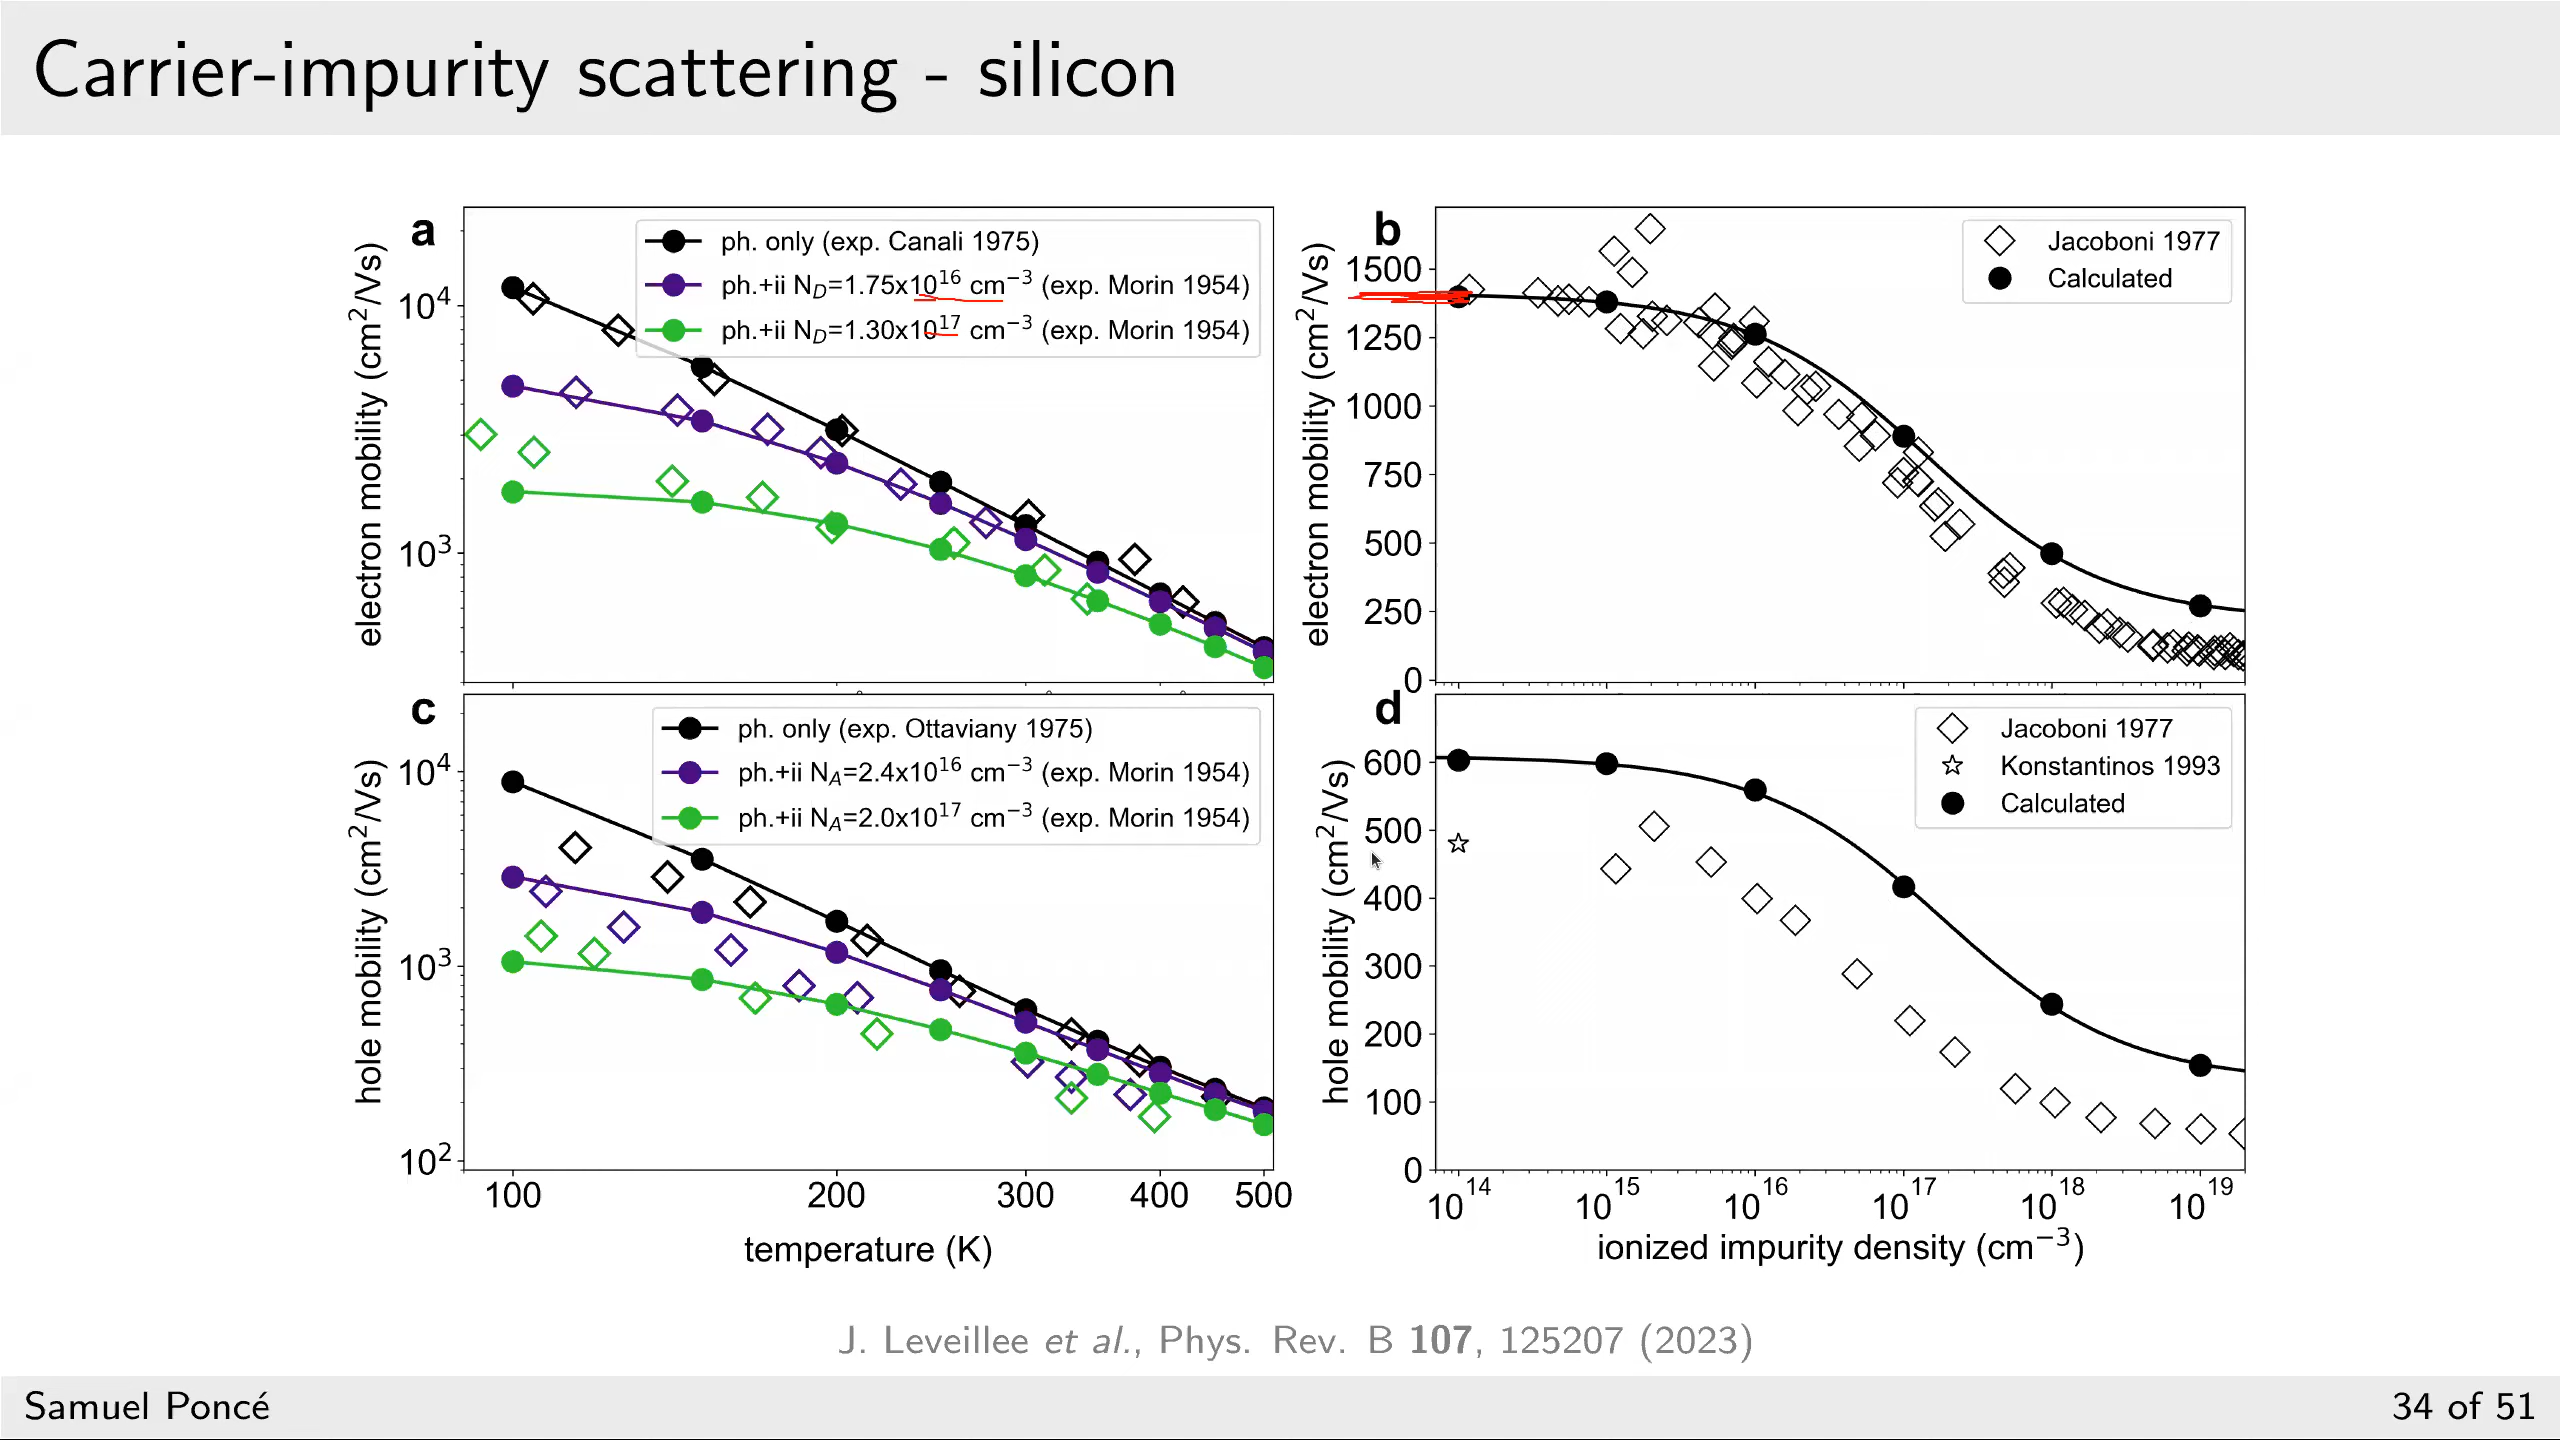 Carrier-impurity scattering - silicon
a
ph. only (exp. Canali 1975)
ph.+ii N_D=1.75x10^16 cm^−3 (exp. Morin 1954)
ph.+ii N_D=1.30x10^17 cm^−3 (exp. Morin 1954)
electron mobility (cm^2/Vs)
10^4
10^3
b
Jacoboni 1977
Calculated
electron mobility (cm^2/Vs)
1500
1250
1000
750
500
250
0
c
ph. only (exp. Ottaviany 1975)
ph.+ii N_A=2.4x10^16 cm^−3 (exp. Morin 1954)
ph.+ii N_A=2.0x10^17 cm^−3 (exp. Morin 1954)
hole mobility (cm^2/Vs)
10^4
10^3
10^2
100 200 300 400 500
temperature (K)
d
Jacoboni 1977
Konstantinos 1993
Calculated
hole mobility (cm^2/Vs)
600
500
400
300
200
100
0
10^14 10^15 10^16 10^17 10^18 10^19
ionized impurity density (cm^−3)
J. Leveillee et al., Phys. Rev. B 107, 125207 (2023)
Samuel Poncé
34 of 51